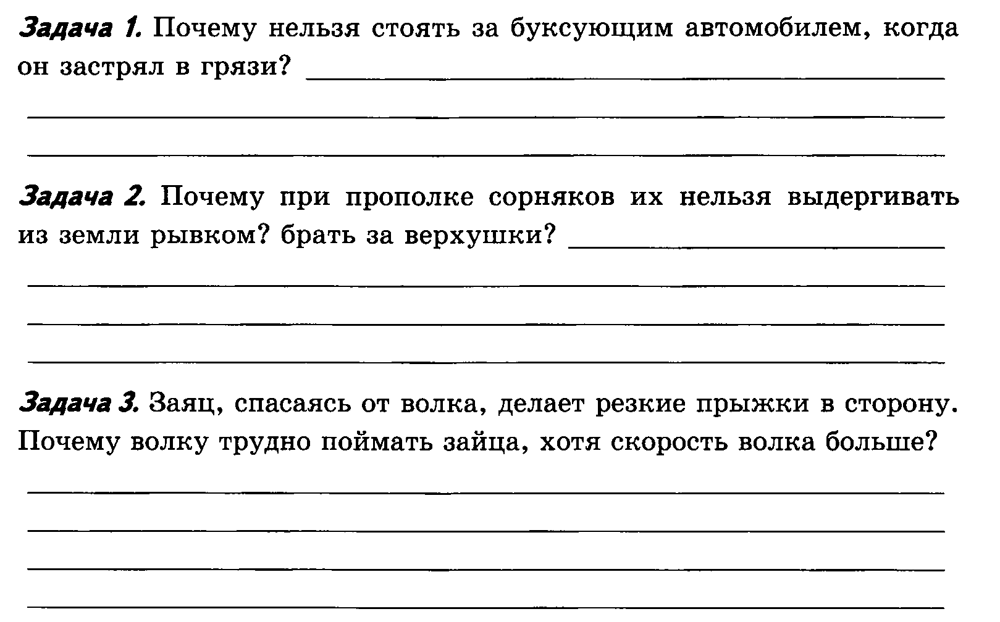 Задача 1. Почему нельзя стоять за буксующим автомобилем, когда
он застрял в грязи?
Задача 2. Почему при прополке сорняков их нельзя выдергивать
из земли рывком? брать за верхушки?
Задача 3. Заяц, спасаясь от волка, делает резкие прыжки в сторону.
Почему волку трудно поймать зайца, хотя скорость волка больше?